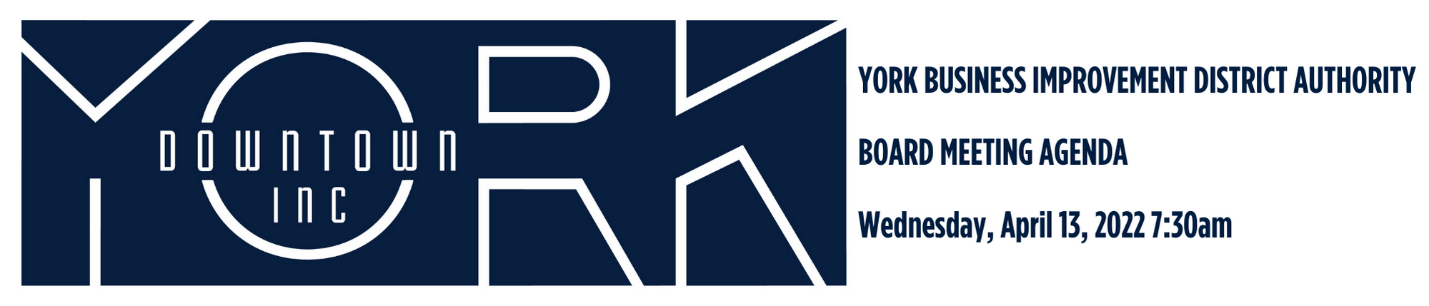 YORK
DOWNTOWN
INC
YORK BUSINESS IMPROVEMENT DISTRICT AUTHORITY
BOARD MEETING AGENDA
Wednesday, April 13, 2022 7:30am